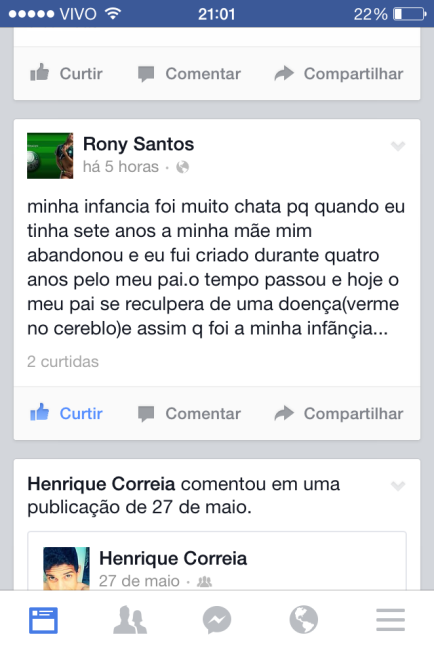 VIVO 21:01 22%
Curtir Comentar Compartilhar
Rony Santos
há 5 horas ·
minha infancia foi muito chata pq quando eu
tinha sete anos a minha mãe mim
abandonou e eu fui criado durante quatro
anos pelo meu pai.o tempo passou e hoje o
meu pai se reculpera de uma doença(verme
no cereblo)e assim q foi a minha infãnçia...
2 curtidas
Curtir Comentar Compartilhar
Henrique Correia comentou em uma
publicação de 27 de maio.
Henrique Correia
27 de maio ·